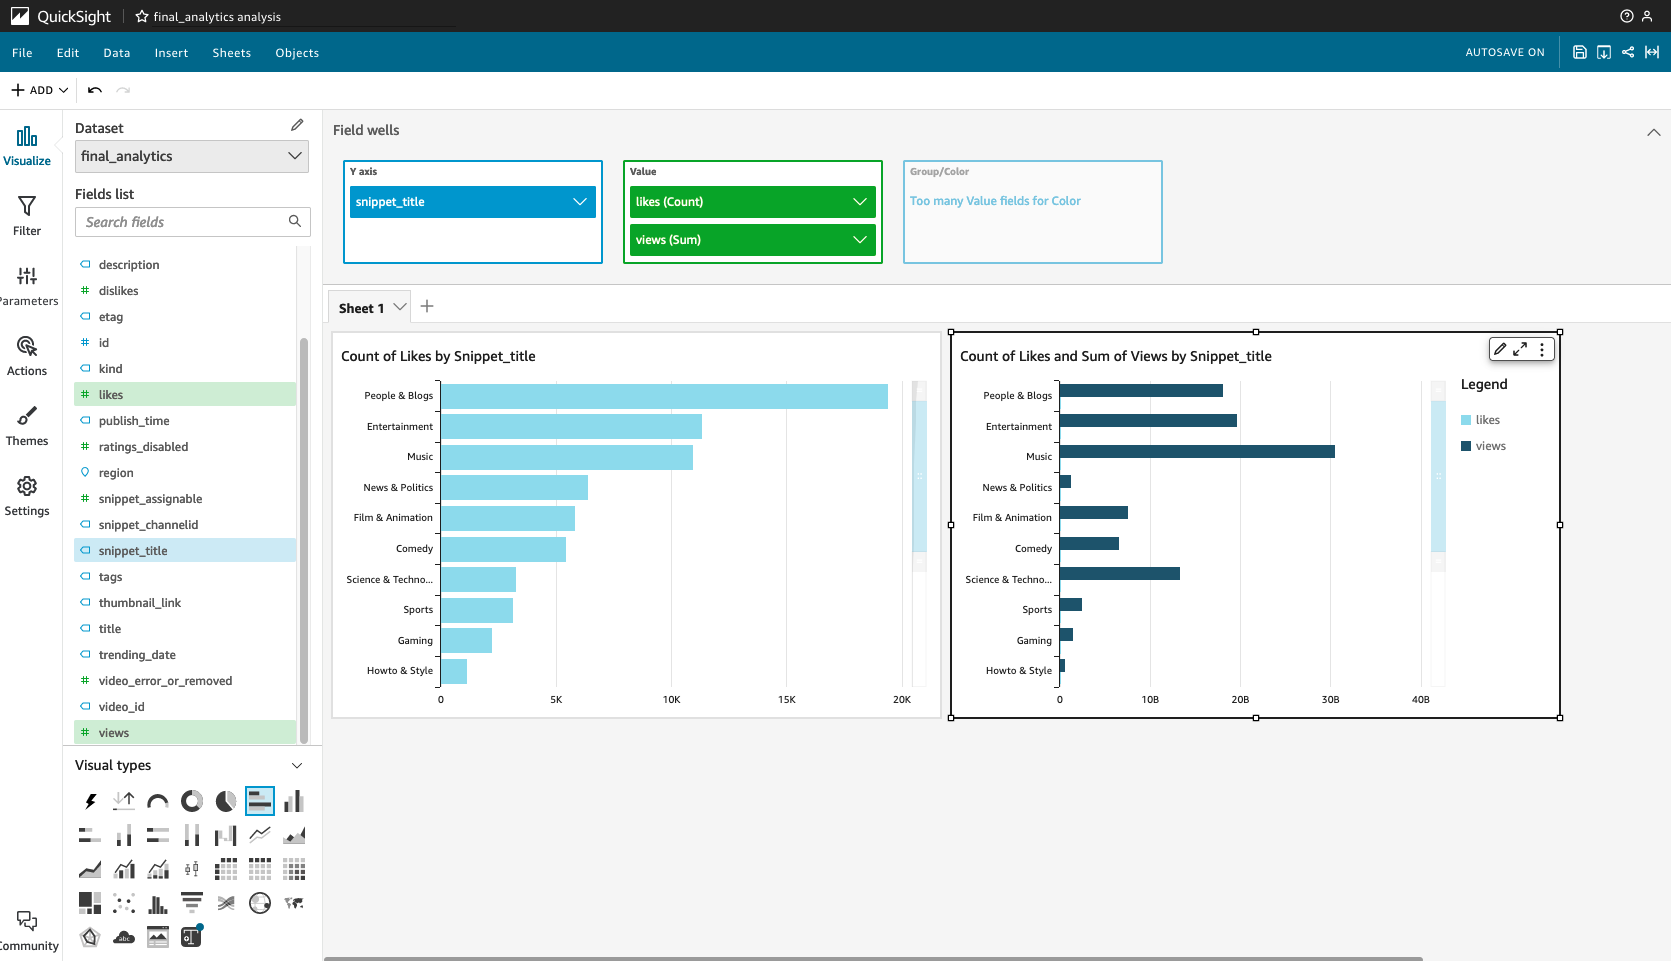 QuickSight
final_analytics analysis
File Edit Data Insert Sheets Objects
AUTOSAVE ON
ADD
Visualize
Filter
Parameters
Actions
Themes
Settings
Community
Dataset
final_analytics
Fields list
Search fields
description
dislikes
etag
id
kind
likes
publish_time
ratings_disabled
region
snippet_assignable
snippet_channelid
snippet_title
tags
thumbnail_link
title
trending_date
video_error_or_removed
video_id
views
Visual types
abc
Field wells
Y axis
snippet_title
Value
likes (Count)
views (Sum)
Group/Color
Too many Value fields for Color
Sheet 1
Count of Likes by Snippet_title
People & Blogs
Entertainment
Music
News & Politics
Film & Animation
Comedy
Science & Techno...
Sports
Gaming
Howto & Style
0 5K 10K 15K 20K
Count of Likes and Sum of Views by Snippet_title
People & Blogs
Entertainment
Music
News & Politics
Film & Animation
Comedy
Science & Techno...
Sports
Gaming
Howto & Style
0 10B 20B 30B 40B
Legend
likes
views